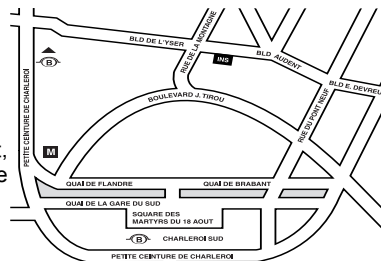 BLD DE L'YSER
RUE DE LA MONTAGNE
INS
BLD AUDENT
BLD E. DEVREU
B
PETITE CEINTURE DE CHARLEROI
BOULEVARD J. TIROU
RUE DU PONT NEUF
M
QUAI DE FLANDRE
QUAI DE BRABANT
QUAI DE LA GARE DU SUD
SQUARE DES
MARTYRS DU 18 AOUT
B
CHARLEROI SUD
PETITE CEINTURE DE CHARLEROI